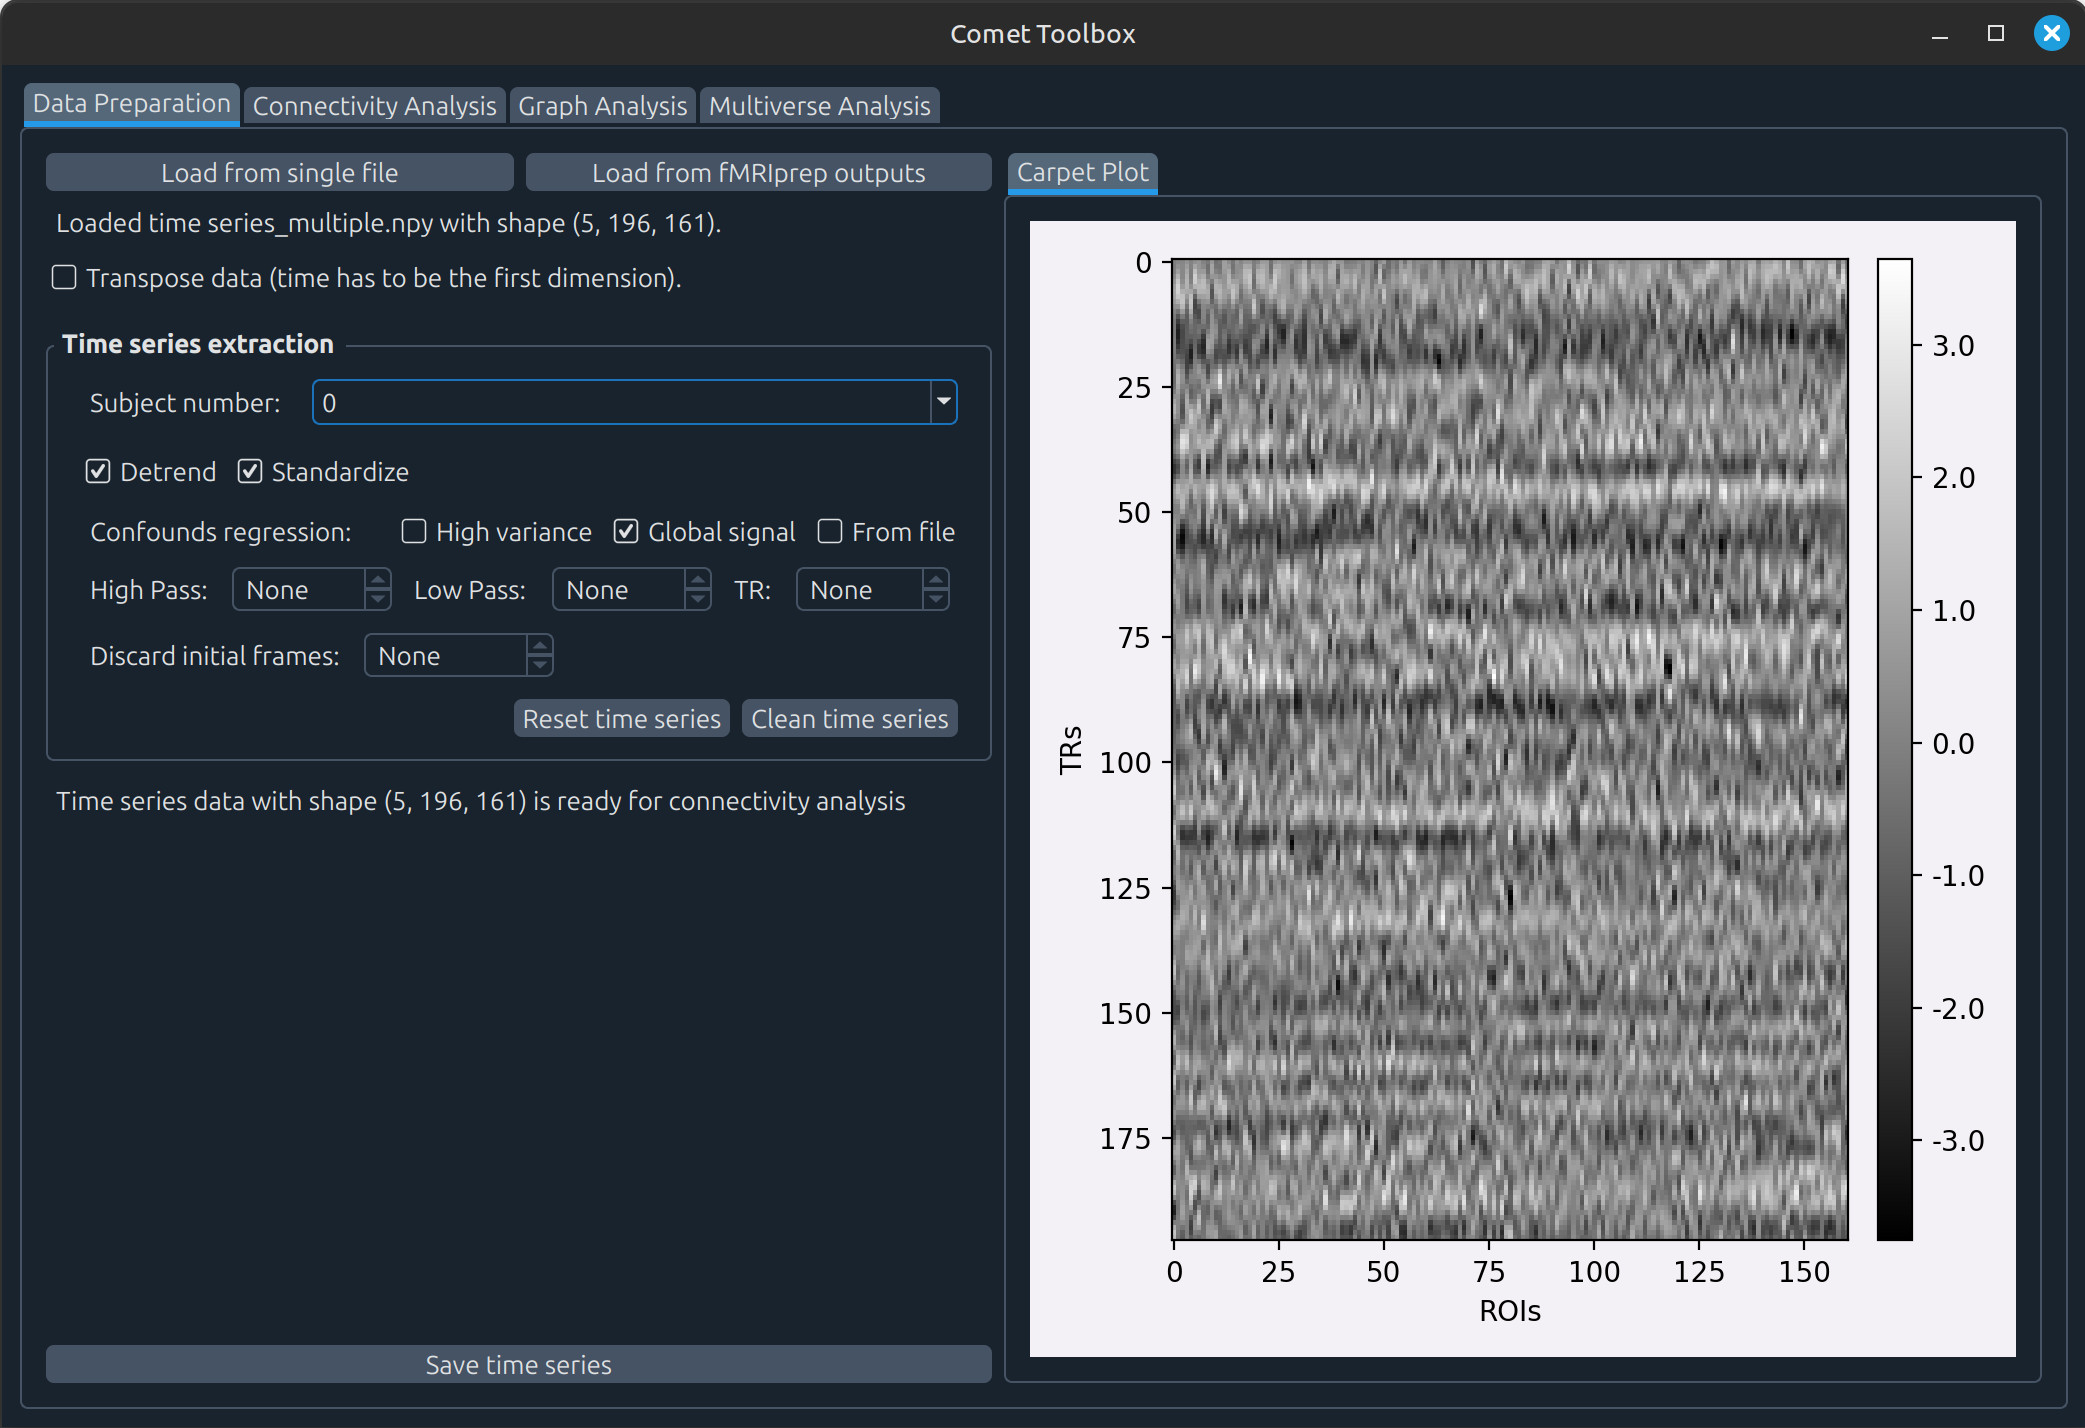 Comet Toolbox
Data Preparation Connectivity Analysis Graph Analysis Multiverse Analysis
Load from single file Load from fMRIprep outputs
Loaded time series_multiple.npy with shape (5, 196, 161).
Transpose data (time has to be the first dimension).
Time series extraction
Subject number: 0
Detrend Standardize
Confounds regression: High variance Global signal From file
High Pass: None Low Pass: None TR: None
Discard initial frames: None
Reset time series Clean time series
Time series data with shape (5, 196, 161) is ready for connectivity analysis
Save time series
Carpet Plot
TRs
0
25
50
75
100
125
150
175
0 25 50 75 100 125 150
ROIs
3.0
2.0
1.0
0.0
-1.0
-2.0
-3.0